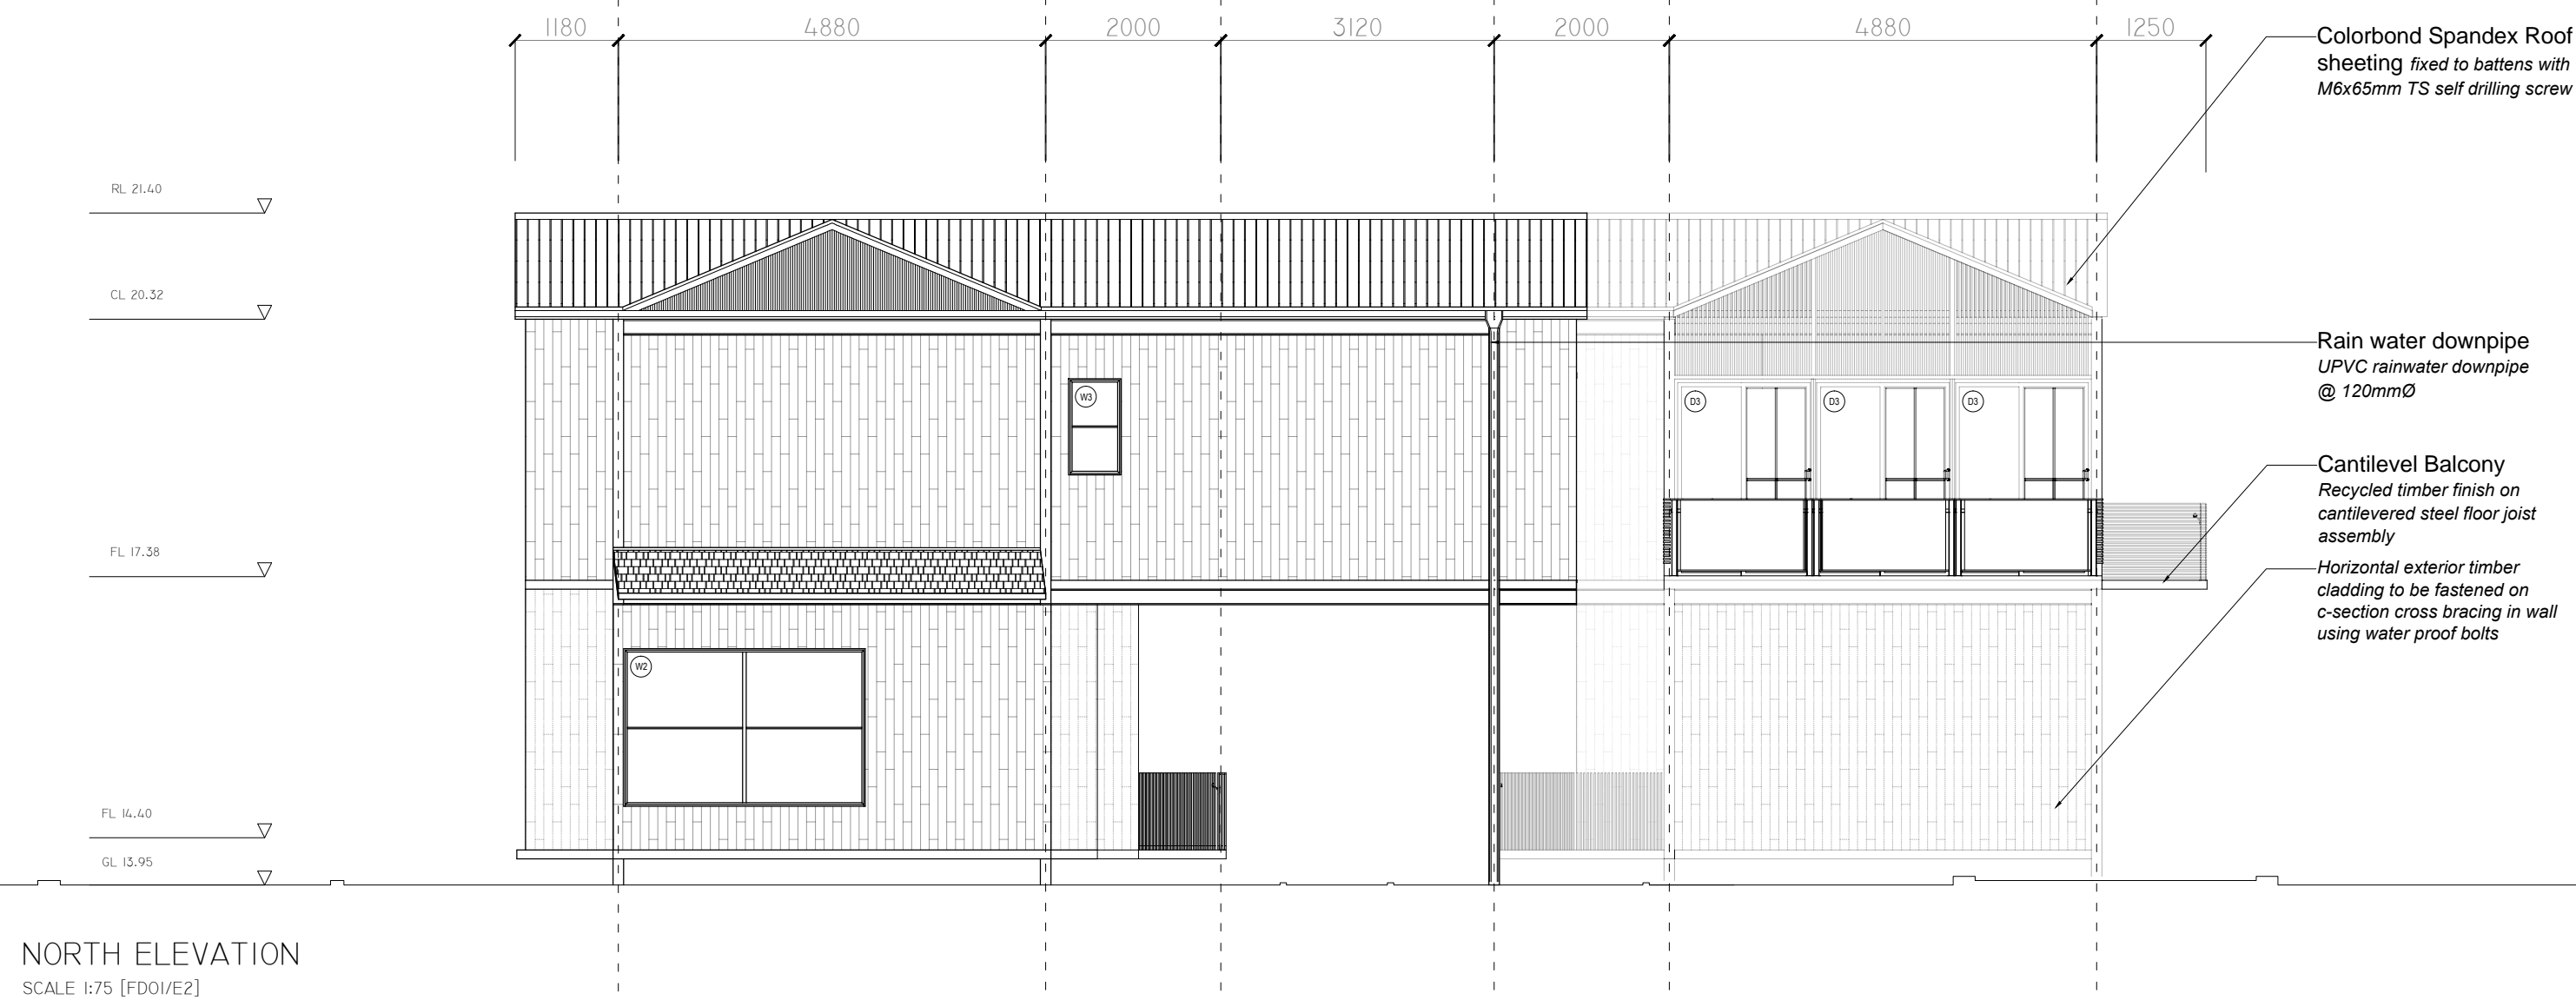 1180 4880 2000 3120 2000 4880 1250
Colorbond Spandex Roof
sheeting fixed to battens with
M6x65mm TS self drilling screw
RL 21.40
CL 20.32
Rain water downpipe
UPVC rainwater downpipe
@ 120mmØ
W3
D3 D3 D3
Cantilevel Balcony
Recycled timber finish on
cantilevered steel floor joist
assembly
FL 17.38
Horizontal exterior timber
cladding to be fastened on
c-section cross bracing in wall
using water proof bolts
W2
FL 14.40
GL 13.95
NORTH ELEVATION
SCALE 1:75 [FD01/E2]